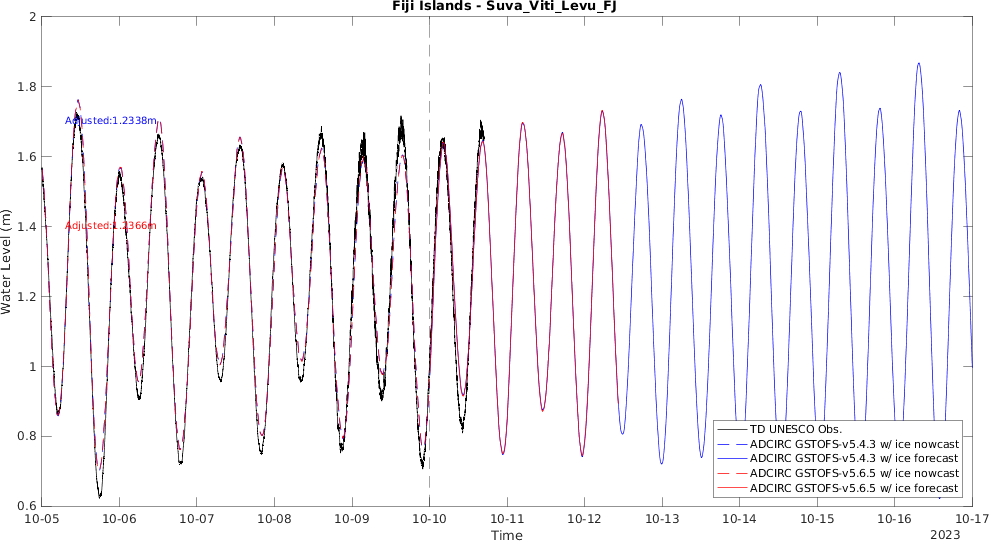 Fiji Islands - Suva_Viti_Levu_FJ
2
1.8
1.6
1.4
1.2
1
0.8
0.6
Water Level (m)
Adjusted:1.2338m
Adjusted:1.2366m
TD UNESCO Obs.
ADCIRC GSTOFS-v5.4.3 w/ ice nowcast
ADCIRC GSTOFS-v5.4.3 w/ ice forecast
ADCIRC GSTOFS-v5.6.5 w/ ice nowcast
ADCIRC GSTOFS-v5.6.5 w/ ice forecast
10-05 10-06 10-07 10-08 10-09 10-10 10-11 10-12 10-13 10-14 10-15 10-16 10-17
Time
2023